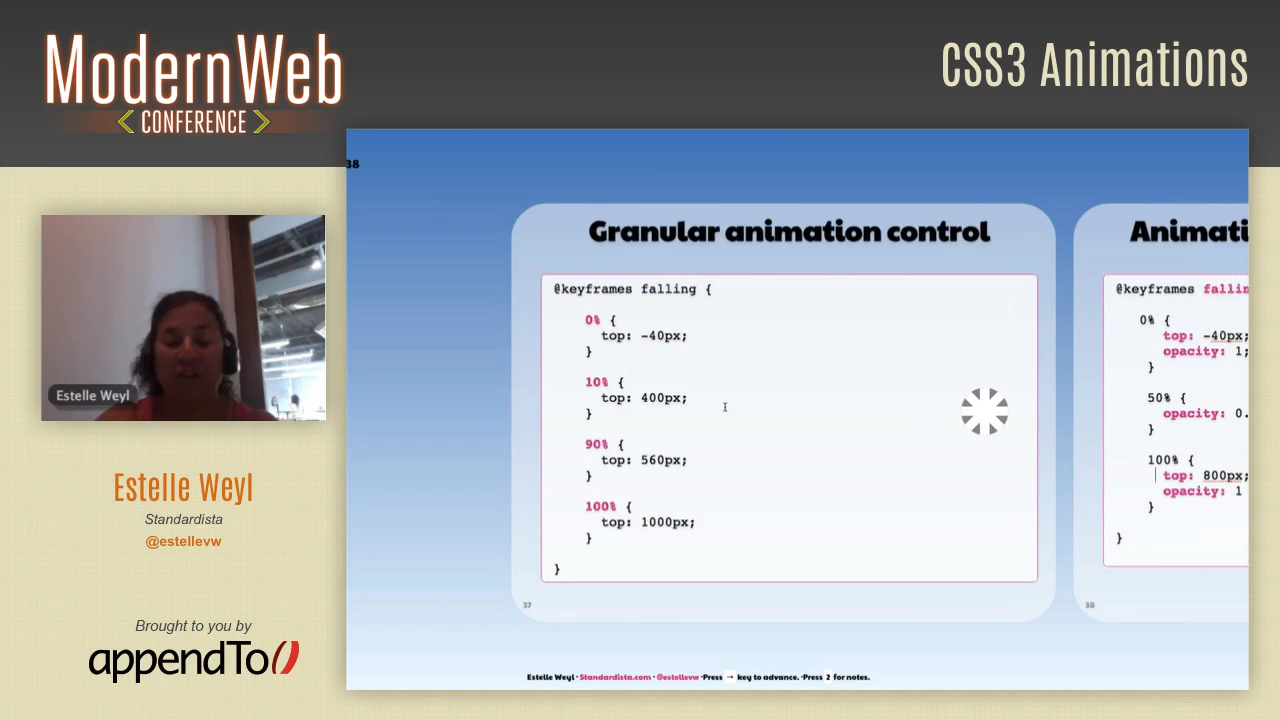 ModernWeb
CONFERENCE
CSS3 Animations
38
Estelle Weyl
Estelle Weyl
Standardista
@estellevw
Brought to you by
appendTo()
Granular animation control
@keyframes falling {
0% {
top: -40px;
}
10% {
top: 400px;
}
90% {
top: 560px;
}
100% {
top: 1000px;
}
}
37
Animati
@keyframes fallin
0% {
top: -40px;
opacity: 1;
}
50% {
opacity: 0.
}
100% {
top: 800px;
opacity: 1
}
}
38
Estelle Weyl · Standardista.com · @estellevw ·Press → key to advance. ·Press 2 for notes.